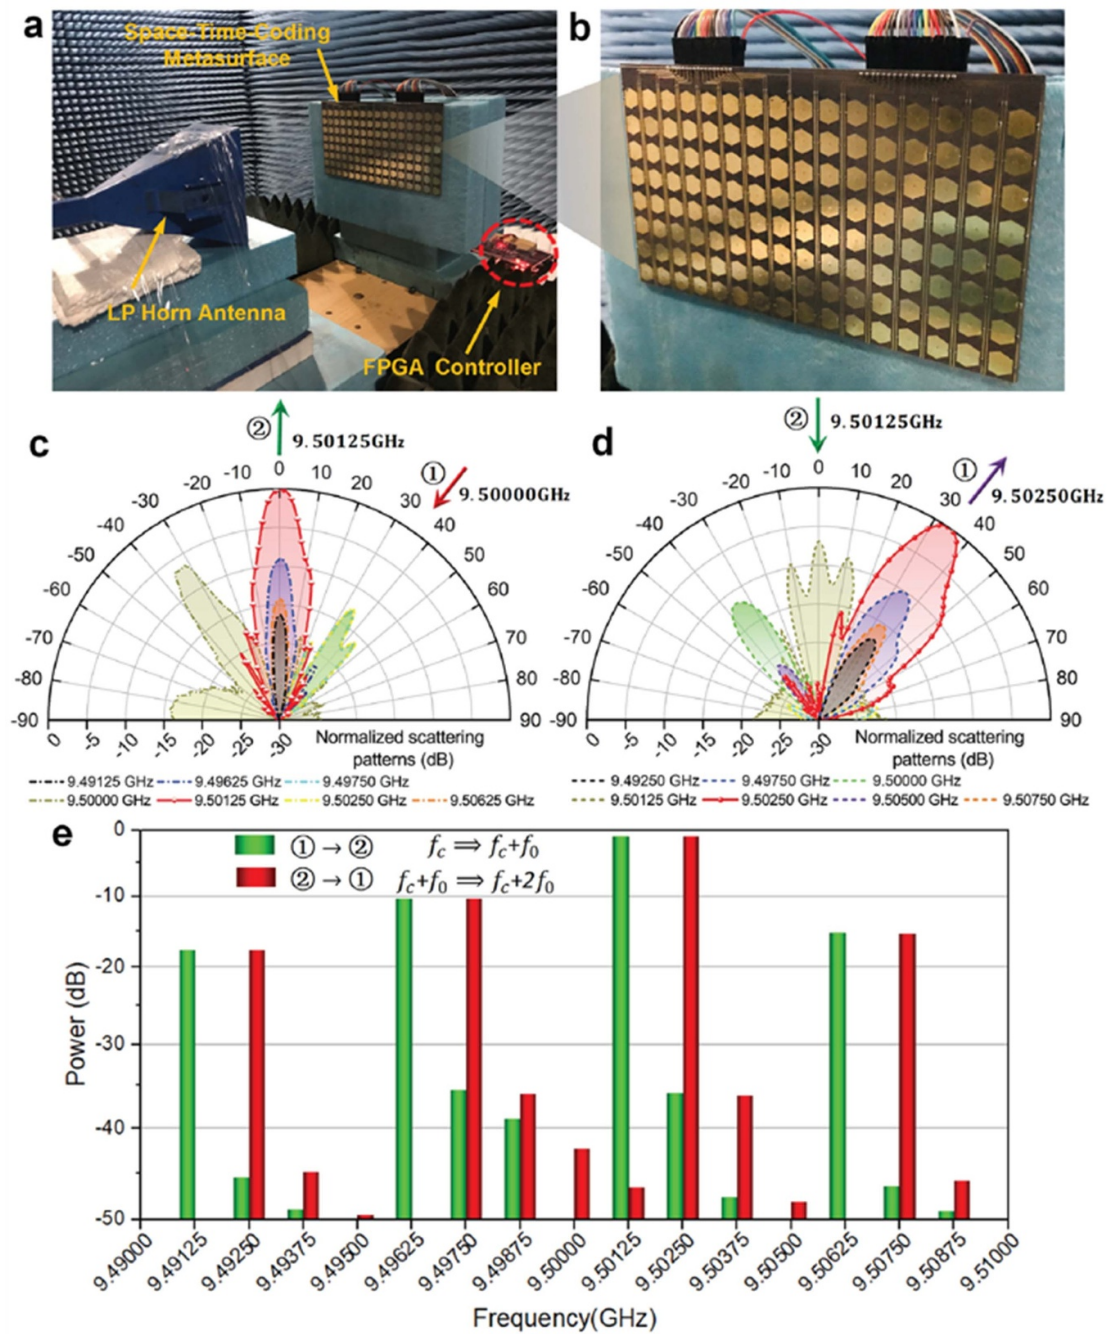 a
Space-Time-Coding
Metasurface
LP Horn Antenna
FPGA Controller
b
c
② 9.50125GHz
① 9.50000GHz
-90 -80 -70 -60 -50 -40 -30 -20 -10 0 10 20 30 40 50 60 70 80 90
0 -5 -10 -15 -20 -25 -30
Normalized scattering
patterns (dB)
9.49125 GHz 9.49625 GHz 9.49750 GHz
9.50000 GHz 9.50125 GHz 9.50250 GHz 9.50625 GHz
d
② 9.50125GHz
① 9.50250GHz
-90 -80 -70 -60 -50 -40 -30 -20 -10 0 10 20 30 40 50 60 70 80 90
0 -5 -10 -15 -20 -25 -30
Normalized scattering
patterns (dB)
9.49250 GHz 9.49750 GHz 9.50000 GHz
9.50125 GHz 9.50250 GHz 9.50500 GHz 9.50750 GHz
e
① → ② fc ⟹ fc+f0
② → ① fc+f0 ⟹ fc+2f0
Power (dB)
0
-10
-20
-30
-40
-50
9.49000 9.49125 9.49250 9.49375 9.49500 9.49625 9.49750 9.49875 9.50000 9.50125 9.50250 9.50375 9.50500 9.50625 9.50750 9.50875 9.51000
Frequency(GHz)